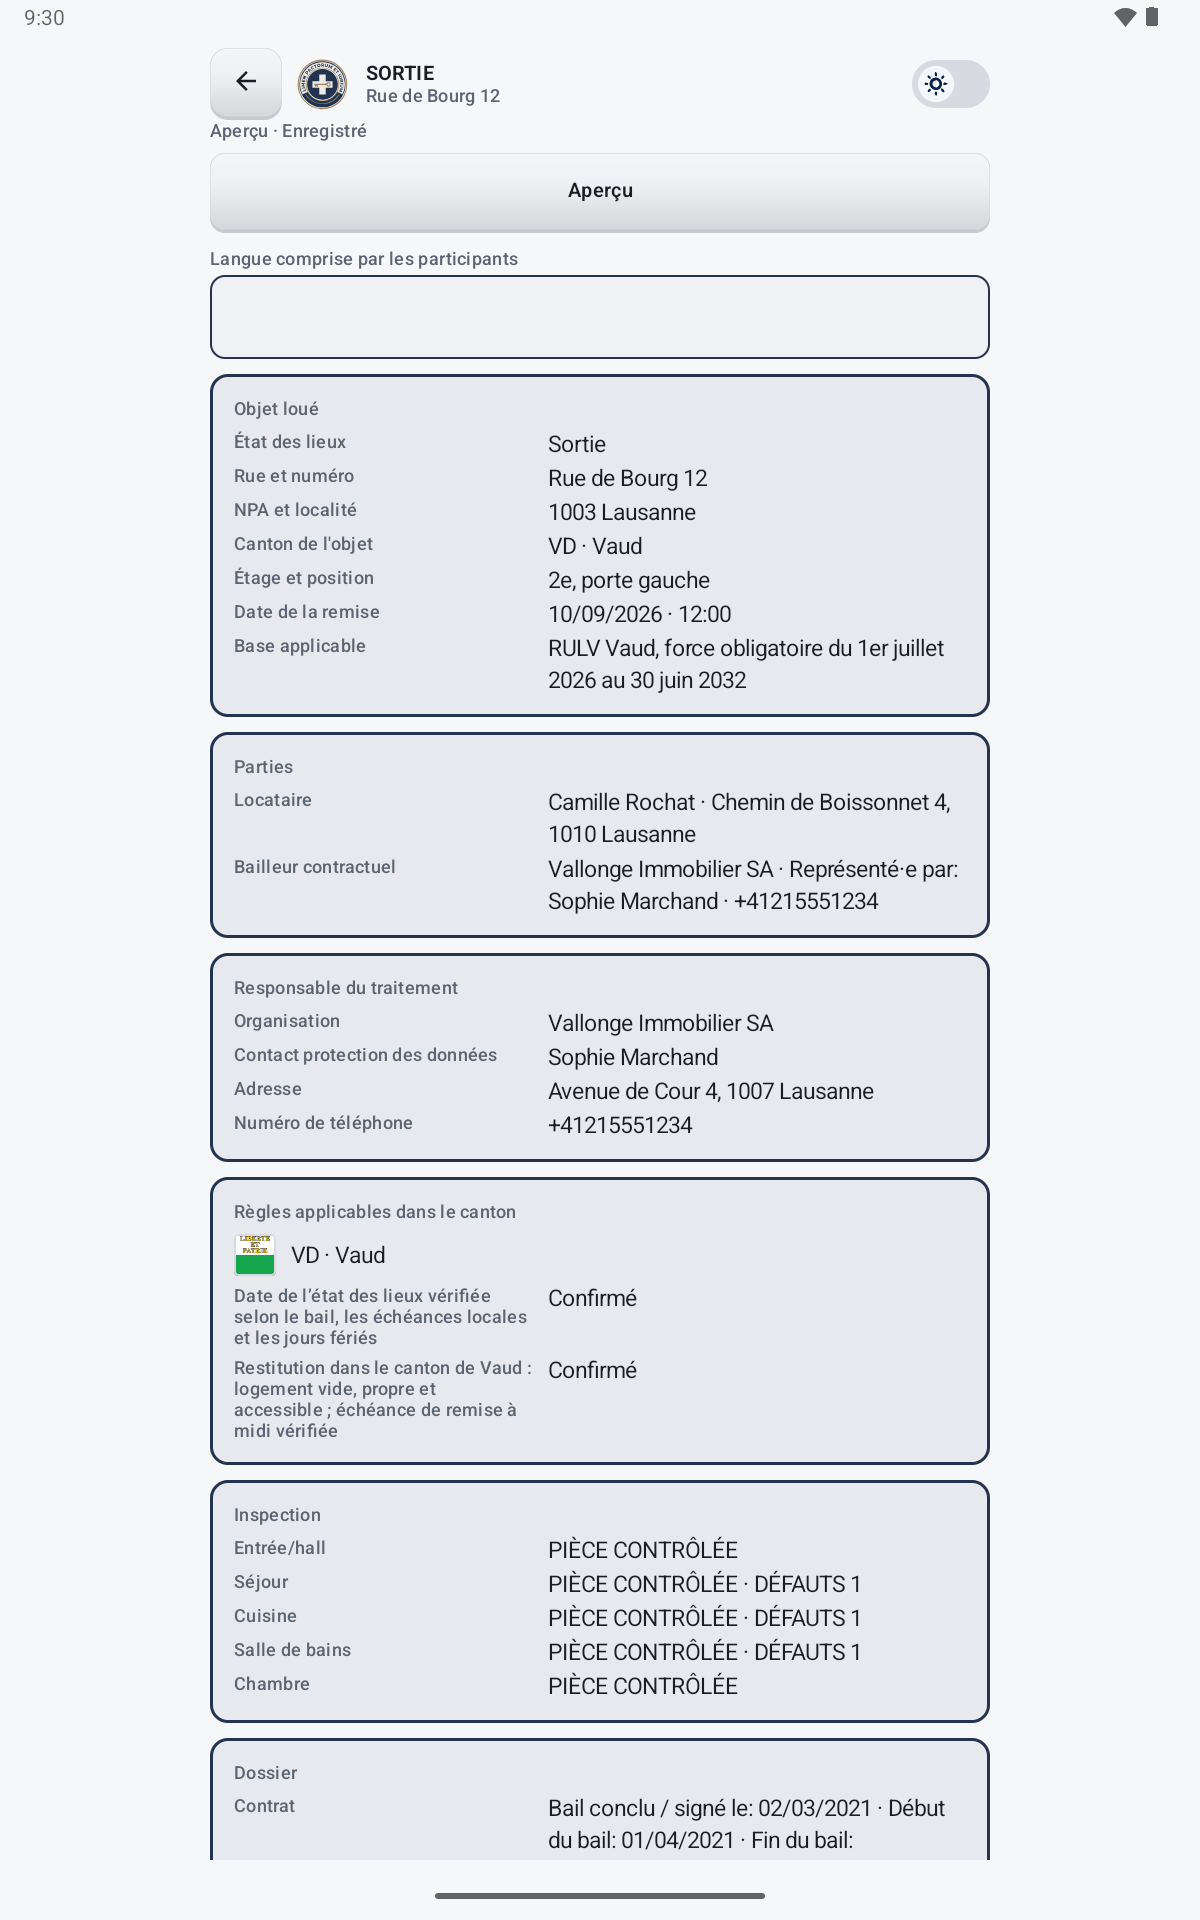 9:30
SORTIE
Rue de Bourg 12
Aperçu · Enregistré
Aperçu
Langue comprise par les participants
Objet loué
État des lieux
Sortie
Rue et numéro
Rue de Bourg 12
NPA et localité
1003 Lausanne
Canton de l'objet
VD · Vaud
Étage et position
2e, porte gauche
Date de la remise
10/09/2026 · 12:00
Base applicable
RULV Vaud, force obligatoire du 1er juillet
2026 au 30 juin 2032
Parties
Locataire
Camille Rochat · Chemin de Boissonnet 4,
1010 Lausanne
Bailleur contractuel
Vallonge Immobilier SA · Représenté·e par:
Sophie Marchand · +41215551234
Responsable du traitement
Organisation
Vallonge Immobilier SA
Contact protection des données
Sophie Marchand
Adresse
Avenue de Cour 4, 1007 Lausanne
Numéro de téléphone
+41215551234
Règles applicables dans le canton
LIBERTÉ
ET
PATRIE
VD · Vaud
Date de l’état des lieux vérifiée
selon le bail, les échéances locales
et les jours fériés
Confirmé
Restitution dans le canton de Vaud :
logement vide, propre et
accessible ; échéance de remise à
midi vérifiée
Confirmé
Inspection
Entrée/hall
PIÈCE CONTRÔLÉE
Séjour
PIÈCE CONTRÔLÉE · DÉFAUTS 1
Cuisine
PIÈCE CONTRÔLÉE · DÉFAUTS 1
Salle de bains
PIÈCE CONTRÔLÉE · DÉFAUTS 1
Chambre
PIÈCE CONTRÔLÉE
Dossier
Contrat
Bail conclu / signé le: 02/03/2021 · Début
du bail: 01/04/2021 · Fin du bail: